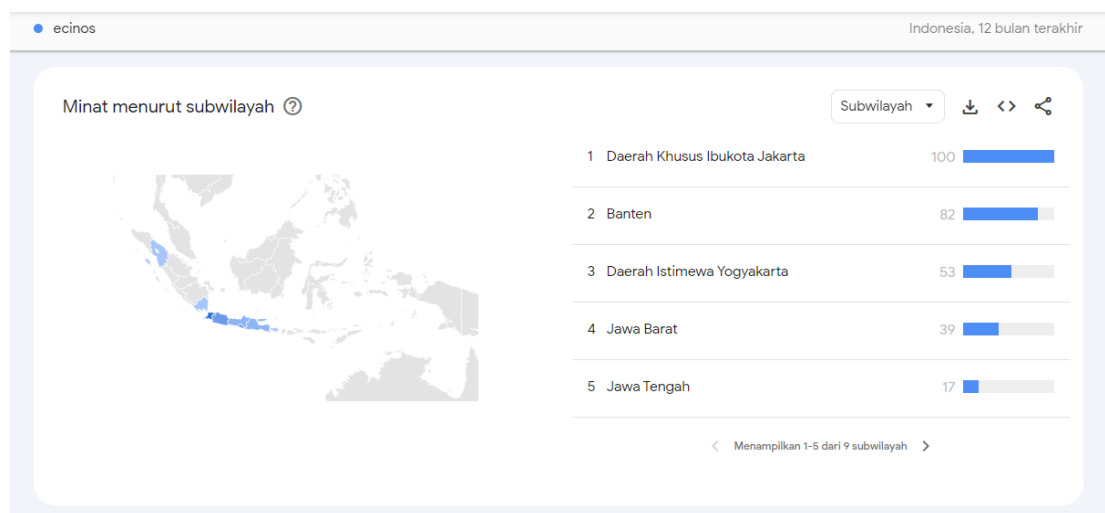 ecinos Indonesia, 12 bulan terakhir
Minat menurut subwilayah ? Subwilayah
1 Daerah Khusus Ibukota Jakarta 100
2 Banten 82
3 Daerah Istimewa Yogyakarta 53
4 Jawa Barat 39
5 Jawa Tengah 17
Menampilkan 1-5 dari 9 subwilayah